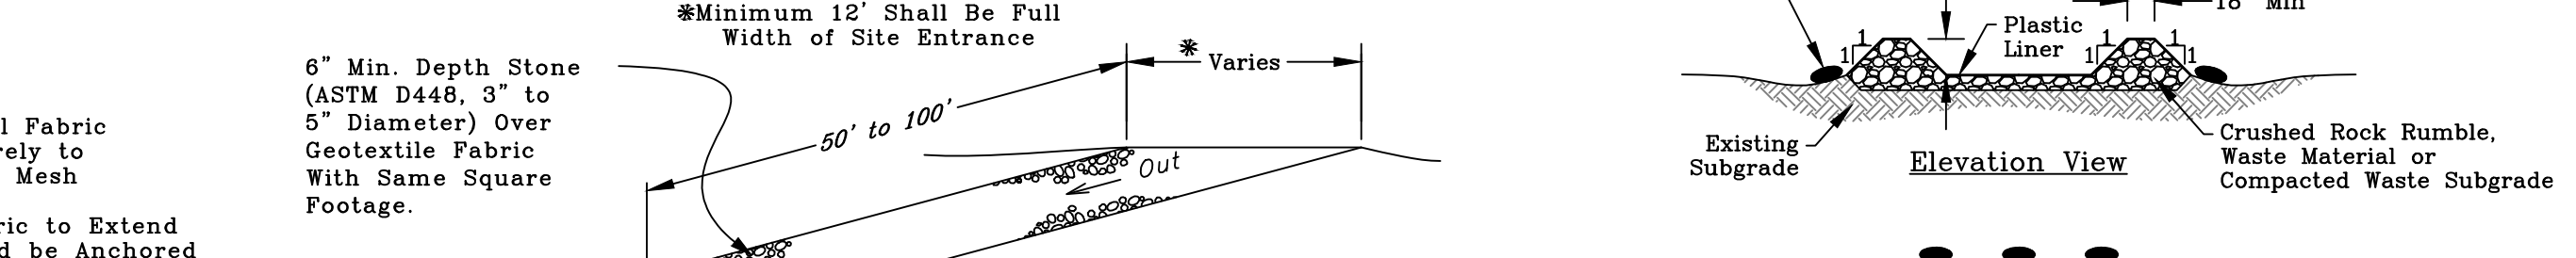 l Fabric
rely to
Mesh
ric to Extend
d be Anchored
6" Min. Depth Stone
(ASTM D448, 3" to
5" Diameter) Over
Geotextile Fabric
With Same Square
Footage.
*Minimum 12' Shall Be Full
Width of Site Entrance
50' to 100'
* Varies
Out
18" Min
Plastic
Liner
1
1
1
1
1
1
1
1
Existing
Subgrade
Elevation View
Crushed Rock Rumble,
Waste Material or
Compacted Waste Subgrade